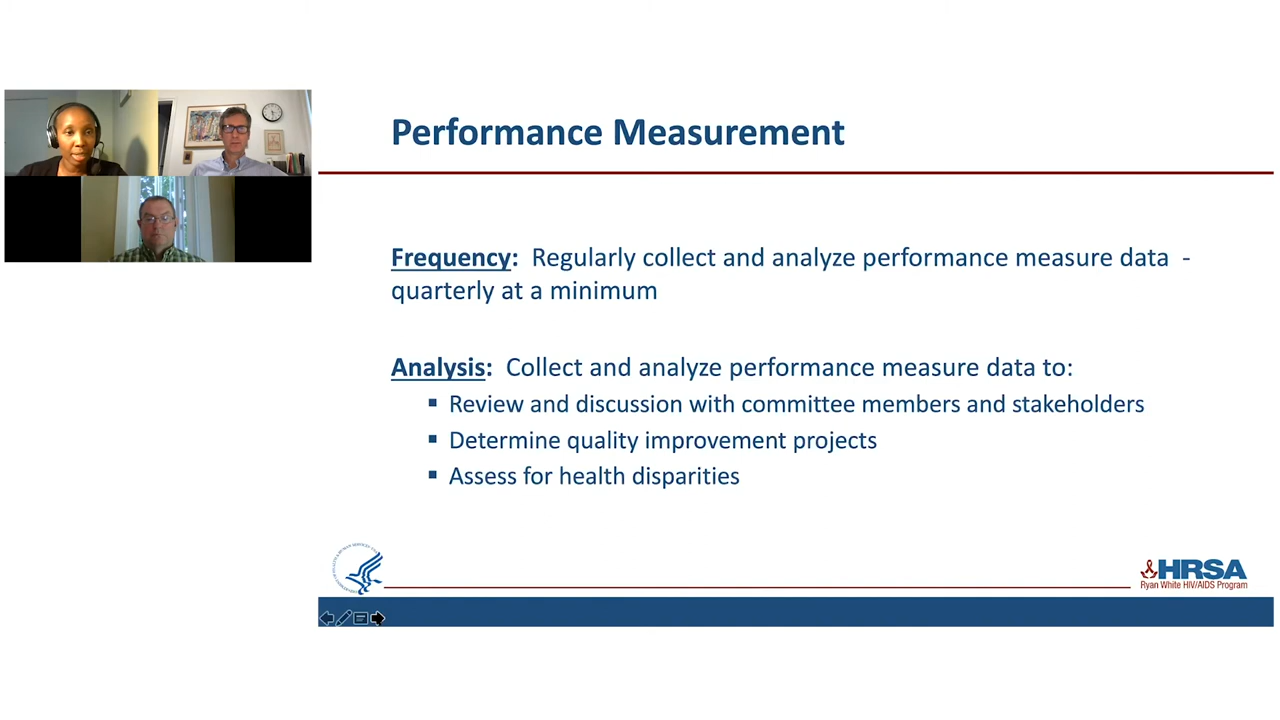 Performance Measurement
Frequency: Regularly collect and analyze performance measure data -
quarterly at a minimum
Analysis: Collect and analyze performance measure data to:
▪ Review and discussion with committee members and stakeholders
▪ Determine quality improvement projects
▪ Assess for health disparities
HRSA
Ryan White HIV/AIDS Program